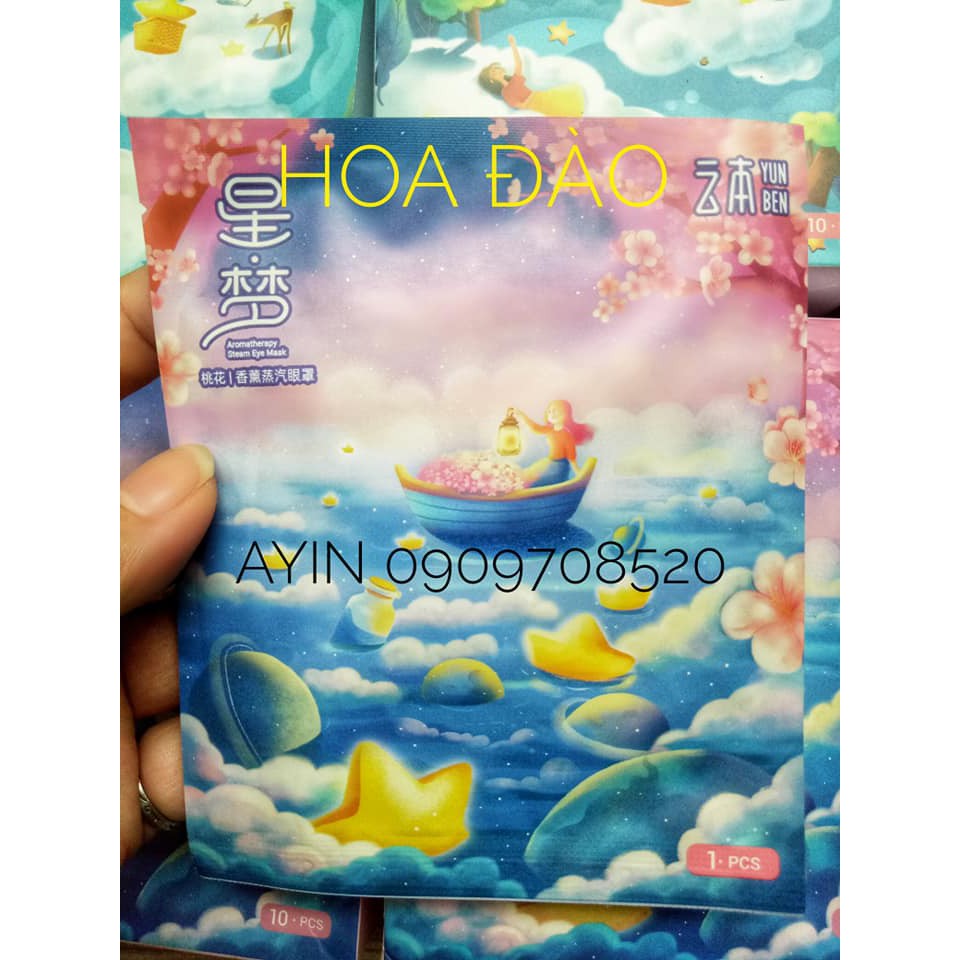 HOA ĐÀO
云本 YUN BEN
星·梦
Aromatherapy
Steam Eye Mask
桃花 | 香薰蒸汽眼罩
10 ·
AYIN 0909708520
1 · PCS
10 · PCS